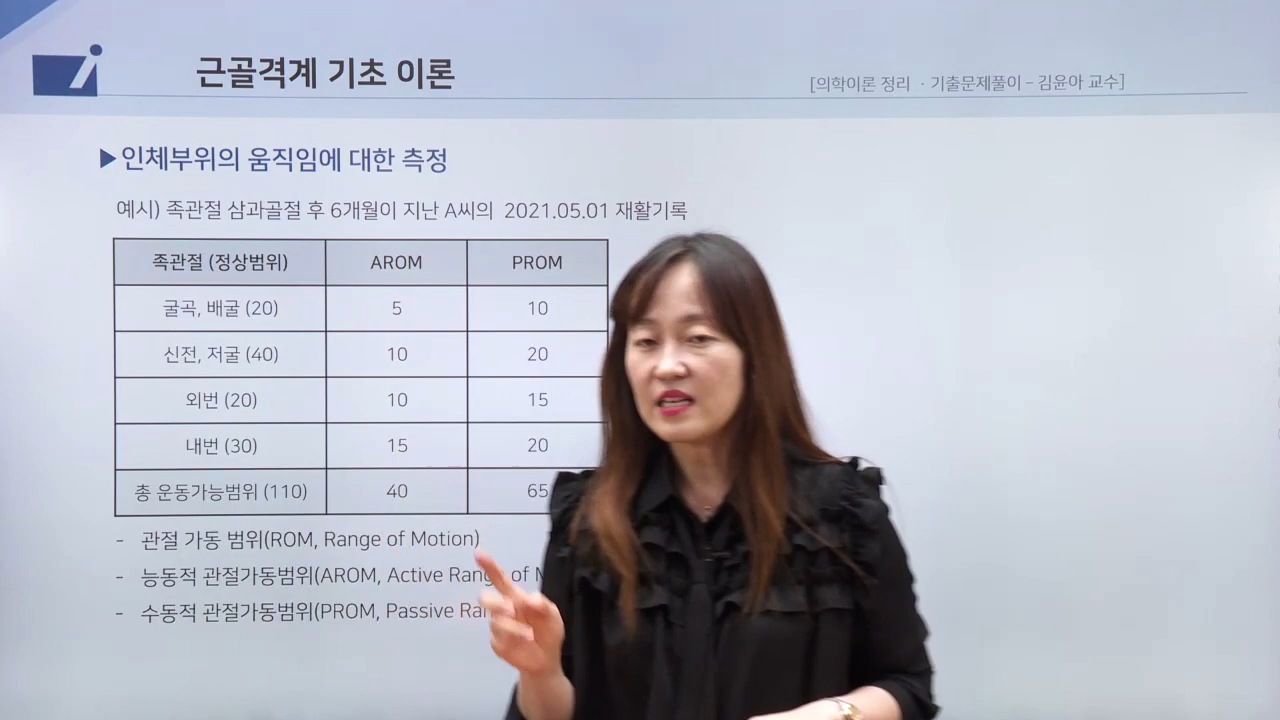 근골격계 기초 이론
[의학이론 정리 · 기출문제풀이 – 김윤아 교수]
▶인체부위의 움직임에 대한 측정
예시) 족관절 삼과골절 후 6개월이 지난 A씨의 2021.05.01 재활기록
족관절 (정상범위) AROM PROM
굴곡, 배굴 (20) 5 10
신전, 저굴 (40) 10 20
외번 (20) 10 15
내번 (30) 15 20
총 운동가능범위 (110) 40 65
- 관절 가동 범위(ROM, Range of Motion)
- 능동적 관절가동범위(AROM, Active Range of
- 수동적 관절가동범위(PROM, Passive